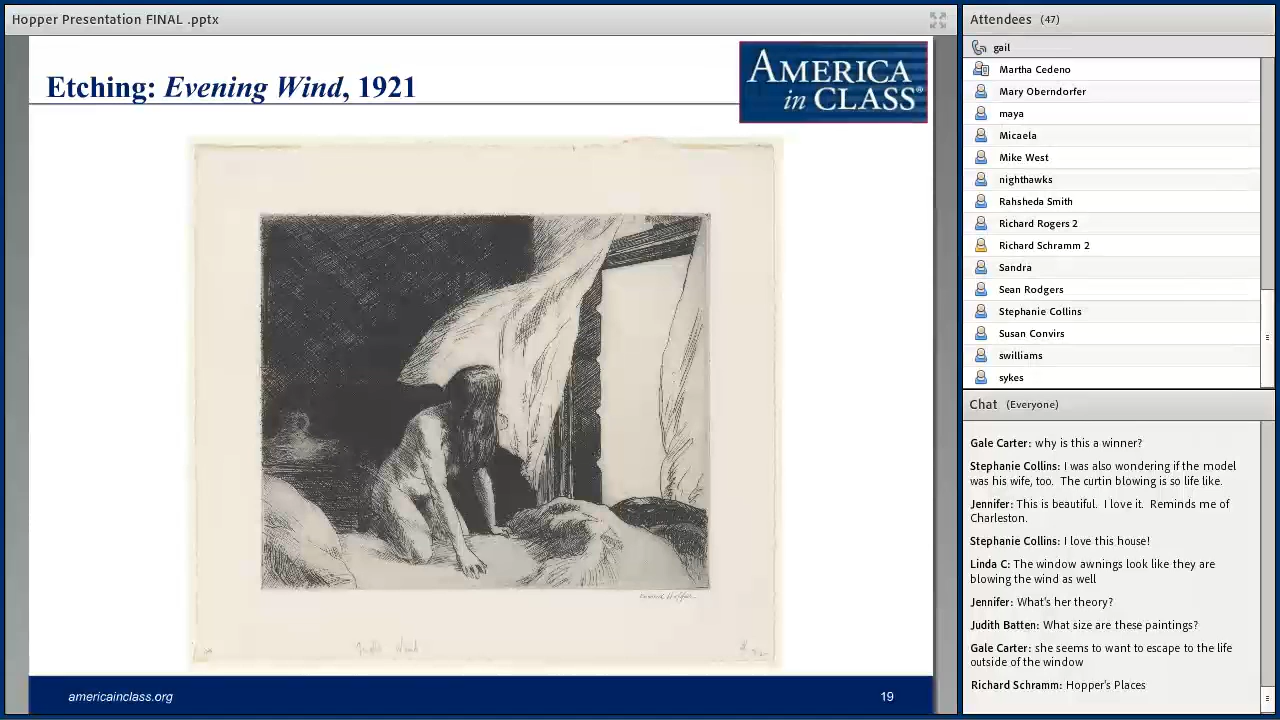 Hopper Presentation FINAL .pptx
Etching: Evening Wind, 1921
AMERICA
in CLASS®
americainclass.org
19
Attendees (47)
gail
Martha Cedeno
Mary Oberndorfer
maya
Micaela
Mike West
nighthawks
Rahsheda Smith
Richard Rogers 2
Richard Schramm 2
Sandra
Sean Rodgers
Stephanie Collins
Susan Convirs
swilliams
sykes
Chat (Everyone)
Gale Carter: why is this a winner?
Stephanie Collins: I was also wondering if the model
was his wife, too. The curtin blowing is so life like.
Jennifer: This is beautiful. I love it. Reminds me of
Charleston.
Stephanie Collins: I love this house!
Linda C: The window awnings look like they are
blowing the wind as well
Jennifer: What's her theory?
Judith Batten: What size are these paintings?
Gale Carter: she seems to want to escape to the life
outside of the window
Richard Schramm: Hopper's Places